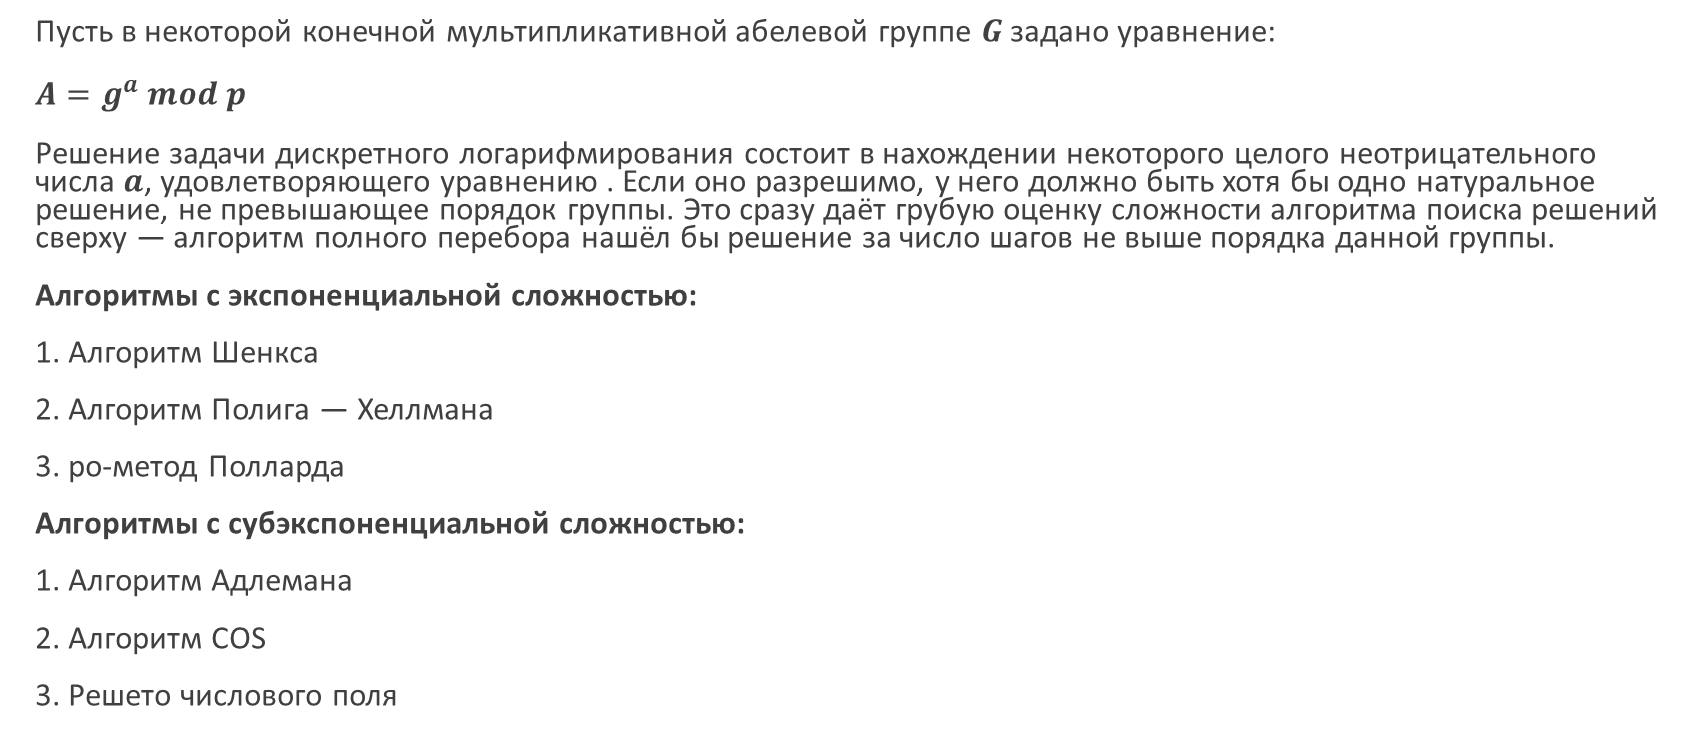 Пусть в некоторой конечной мультипликативной абелевой группе G задано уравнение:
A = gᵃ mod p
Решение задачи дискретного логарифмирования состоит в нахождении некоторого целого неотрицательного
числа a, удовлетворяющего уравнению . Если оно разрешимо, у него должно быть хотя бы одно натуральное
решение, не превышающее порядок группы. Это сразу даёт грубую оценку сложности алгоритма поиска решений
сверху — алгоритм полного перебора нашёл бы решение за число шагов не выше порядка данной группы.
Алгоритмы с экспоненциальной сложностью:
1. Алгоритм Шенкса
2. Алгоритм Полига — Хеллмана
3. ро-метод Полларда
Алгоритмы с субэкспоненциальной сложностью:
1. Алгоритм Адлемана
2. Алгоритм COS
3. Решето числового поля